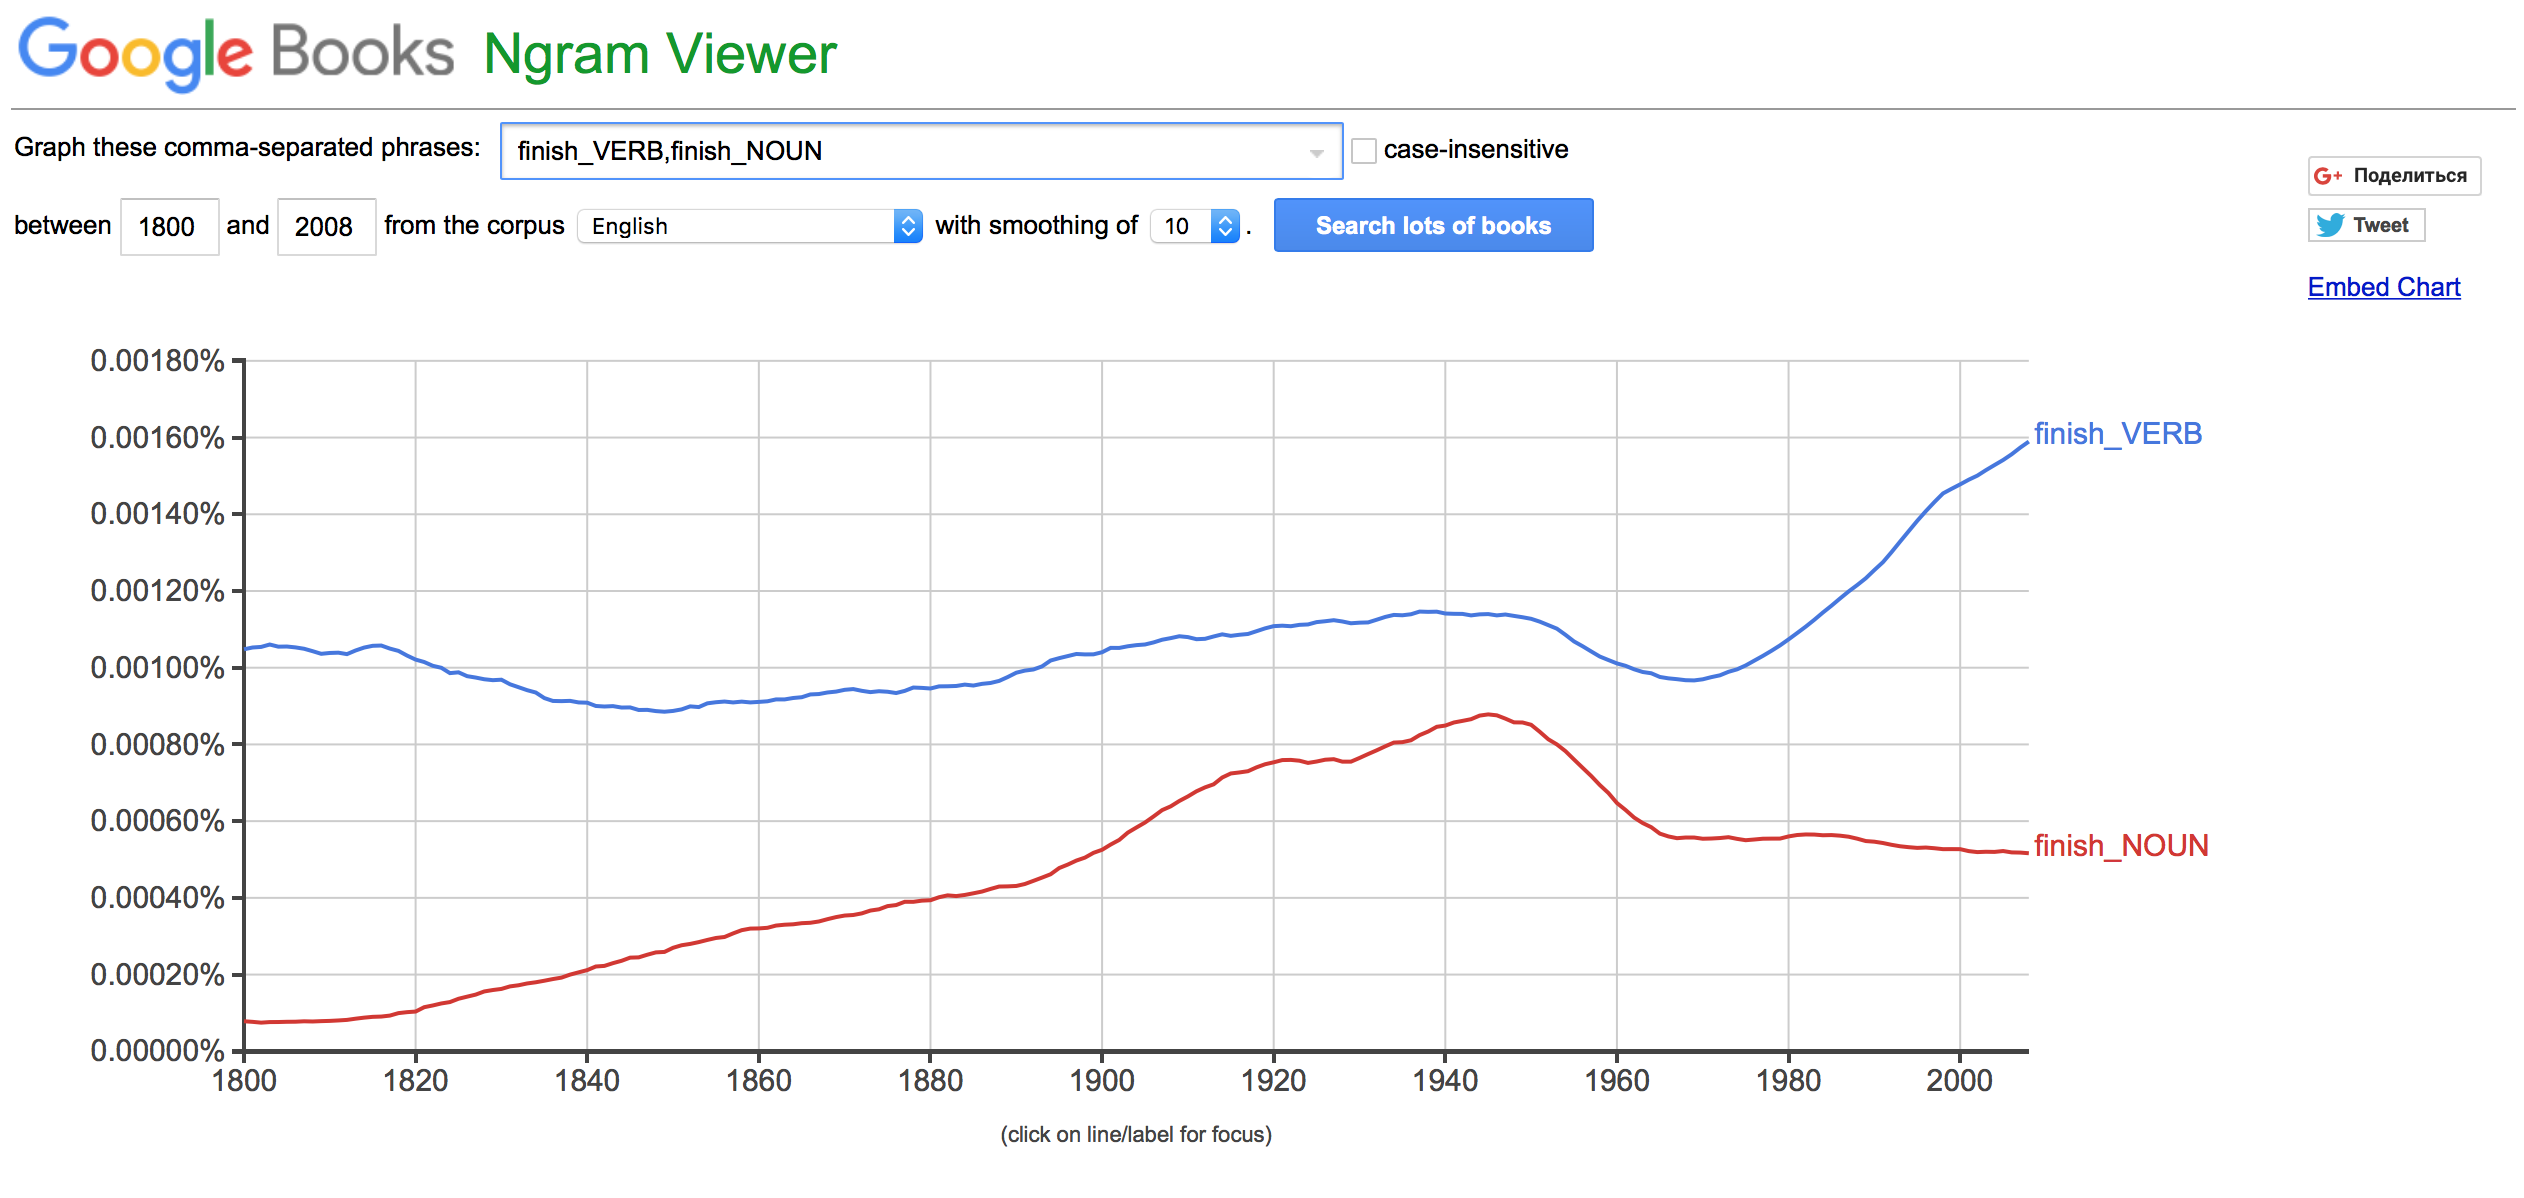 Google Books Ngram Viewer
Graph these comma-separated phrases: finish_VERB,finish_NOUN case-insensitive
between 1800 and 2008 from the corpus English with smoothing of 10 . Search lots of books
G+ Поделиться
Tweet
Embed Chart
0.00180%
0.00160%
0.00140%
0.00120%
0.00100%
0.00080%
0.00060%
0.00040%
0.00020%
0.00000%
finish_VERB
finish_NOUN
1800 1820 1840 1860 1880 1900 1920 1940 1960 1980 2000
(click on line/label for focus)